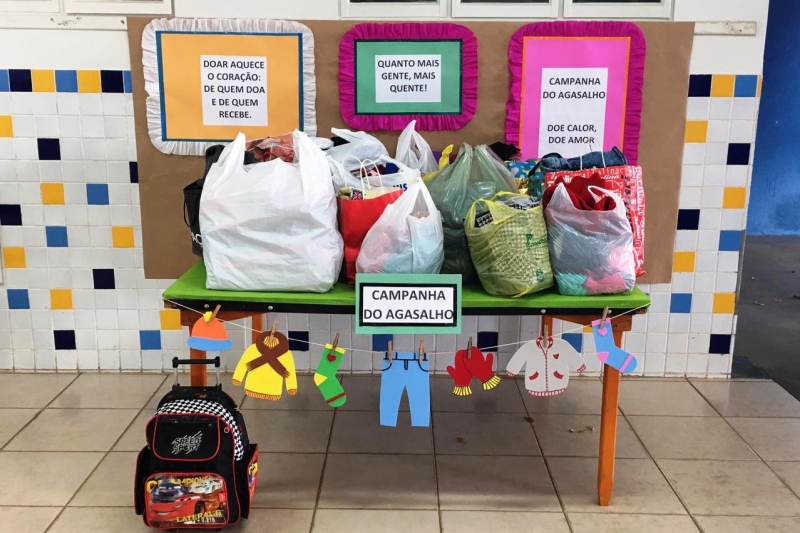 DOAR AQUECE
O CORAÇÃO:
DE QUEM DOA
E DE QUEM
RECEBE.
QUANTO MAIS
GENTE, MAIS
QUENTE!
CAMPANHA
DO AGASALHO
DOE CALOR,
DOE AMOR.
CAMPANHA
DO AGASALHO
SPEED